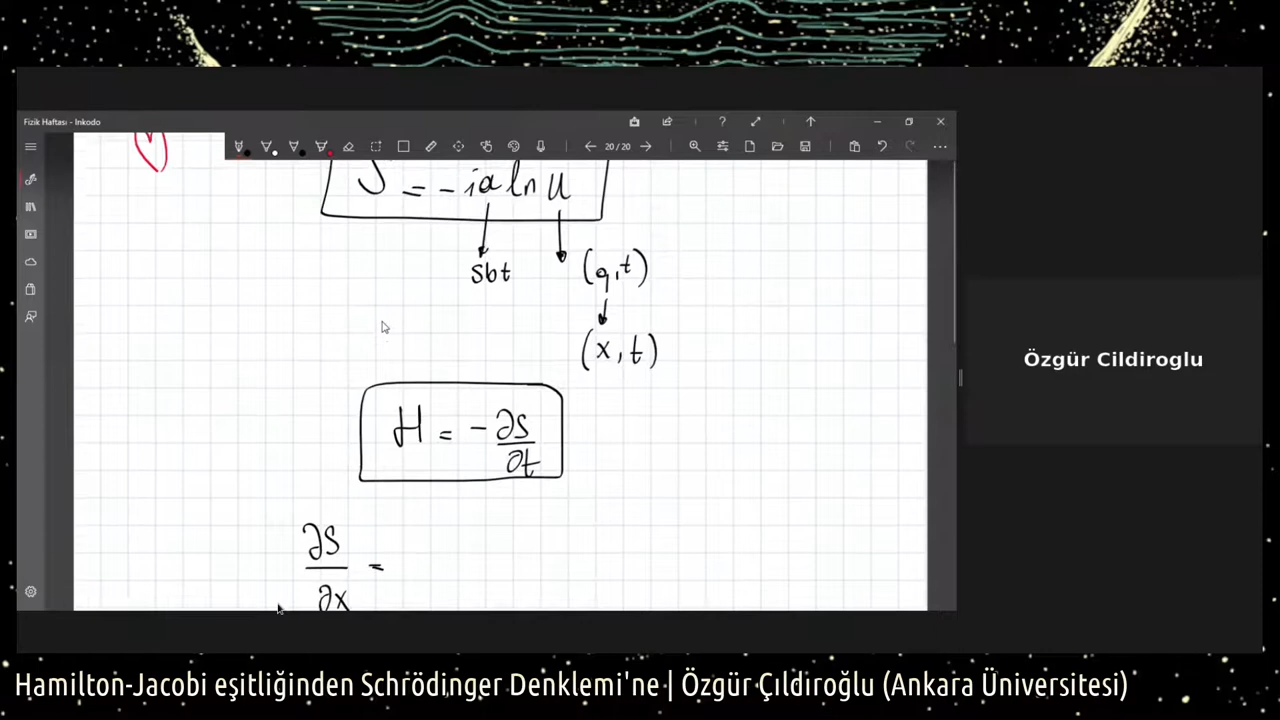 Fizik Haftası - Inkodo
20/20
S = - iα ln u
sbt
(q,t)
(x,t)
H = - ∂S/∂t
∂S/∂x =
Özgür Cildiroglu
Hamilton-Jacobi eşitliğinden Schrödinger Denklemi'ne | Özgür Çıldıroğlu (Ankara Üniversitesi)